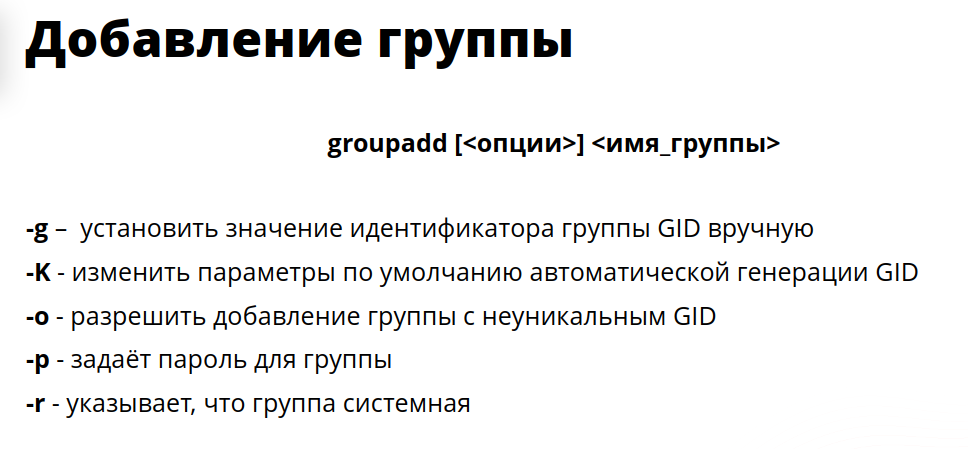 Добавление группы
groupadd [<опции>] <имя_группы>
-g –  установить значение идентификатора группы GID вручную
-K - изменить параметры по умолчанию автоматической генерации GID
-o - разрешить добавление группы с неуникальным GID
-p - задаёт пароль для группы
-r - указывает, что группа системная